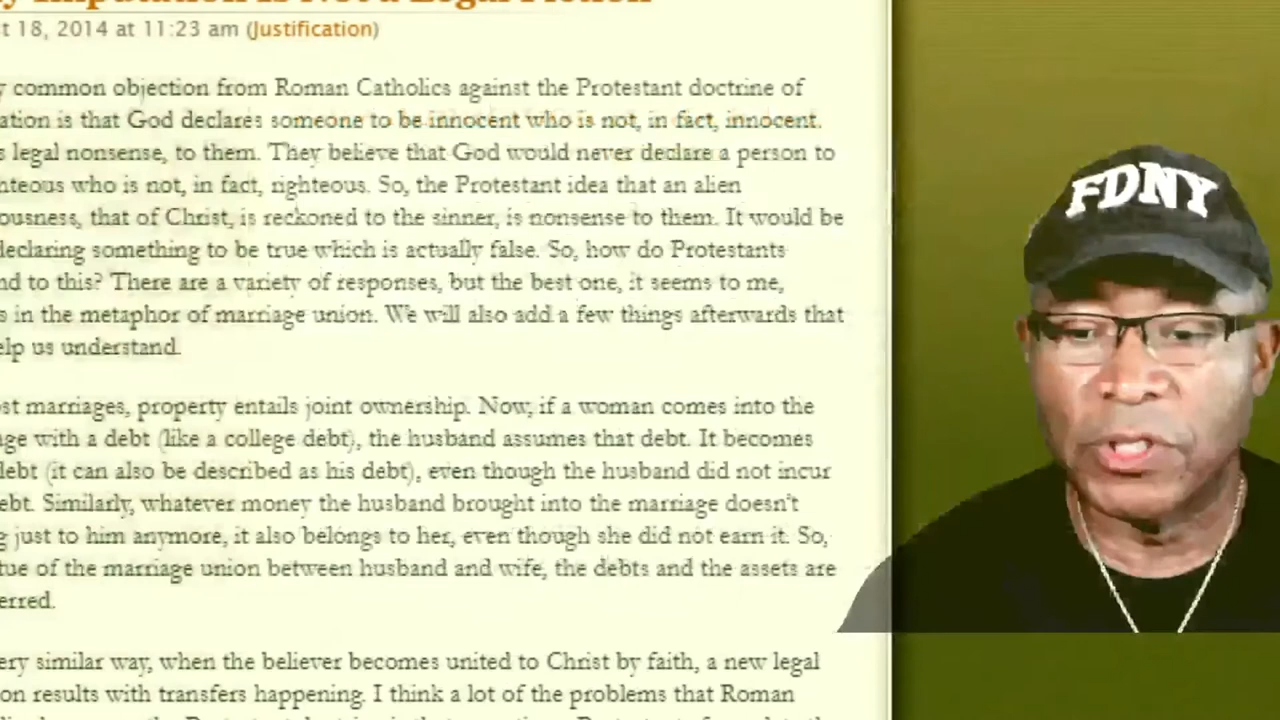 y Imputation Is Not a Legal Fiction
t 18, 2014 at 11:23 am (Justification)
y common objection from Roman Catholics against the Protestant doctrine of
ation is that God declares someone to be innocent who is not, in fact, innocent.
s legal nonsense, to them. They believe that God would never declare a person to
hteous who is not, in fact, righteous. So, the Protestant idea that an alien
ousness, that of Christ, is reckoned to the sinner, is nonsense to them. It would be
declaring something to be true which is actually false. So, how do Protestants
nd to this? There are a variety of responses, but the best one, it seems to me,
s in the metaphor of marriage union. We will also add a few things afterwards that
elp us understand.
st marriages, property entails joint ownership. Now, if a woman comes into the
ge with a debt (like a college debt), the husband assumes that debt. It becomes
debt (it can also be described as his debt), even though the husband did not incur
ebt. Similarly, whatever money the husband brought into the marriage doesn't
g just to him anymore, it also belongs to her, even though she did not earn it. So,
tue of the marriage union between husband and wife, the debts and the assets are
erred.
ery similar way, when the believer becomes united to Christ by faith, a new legal
on results with transfers happening. I think a lot of the problems that Roman
FDNY